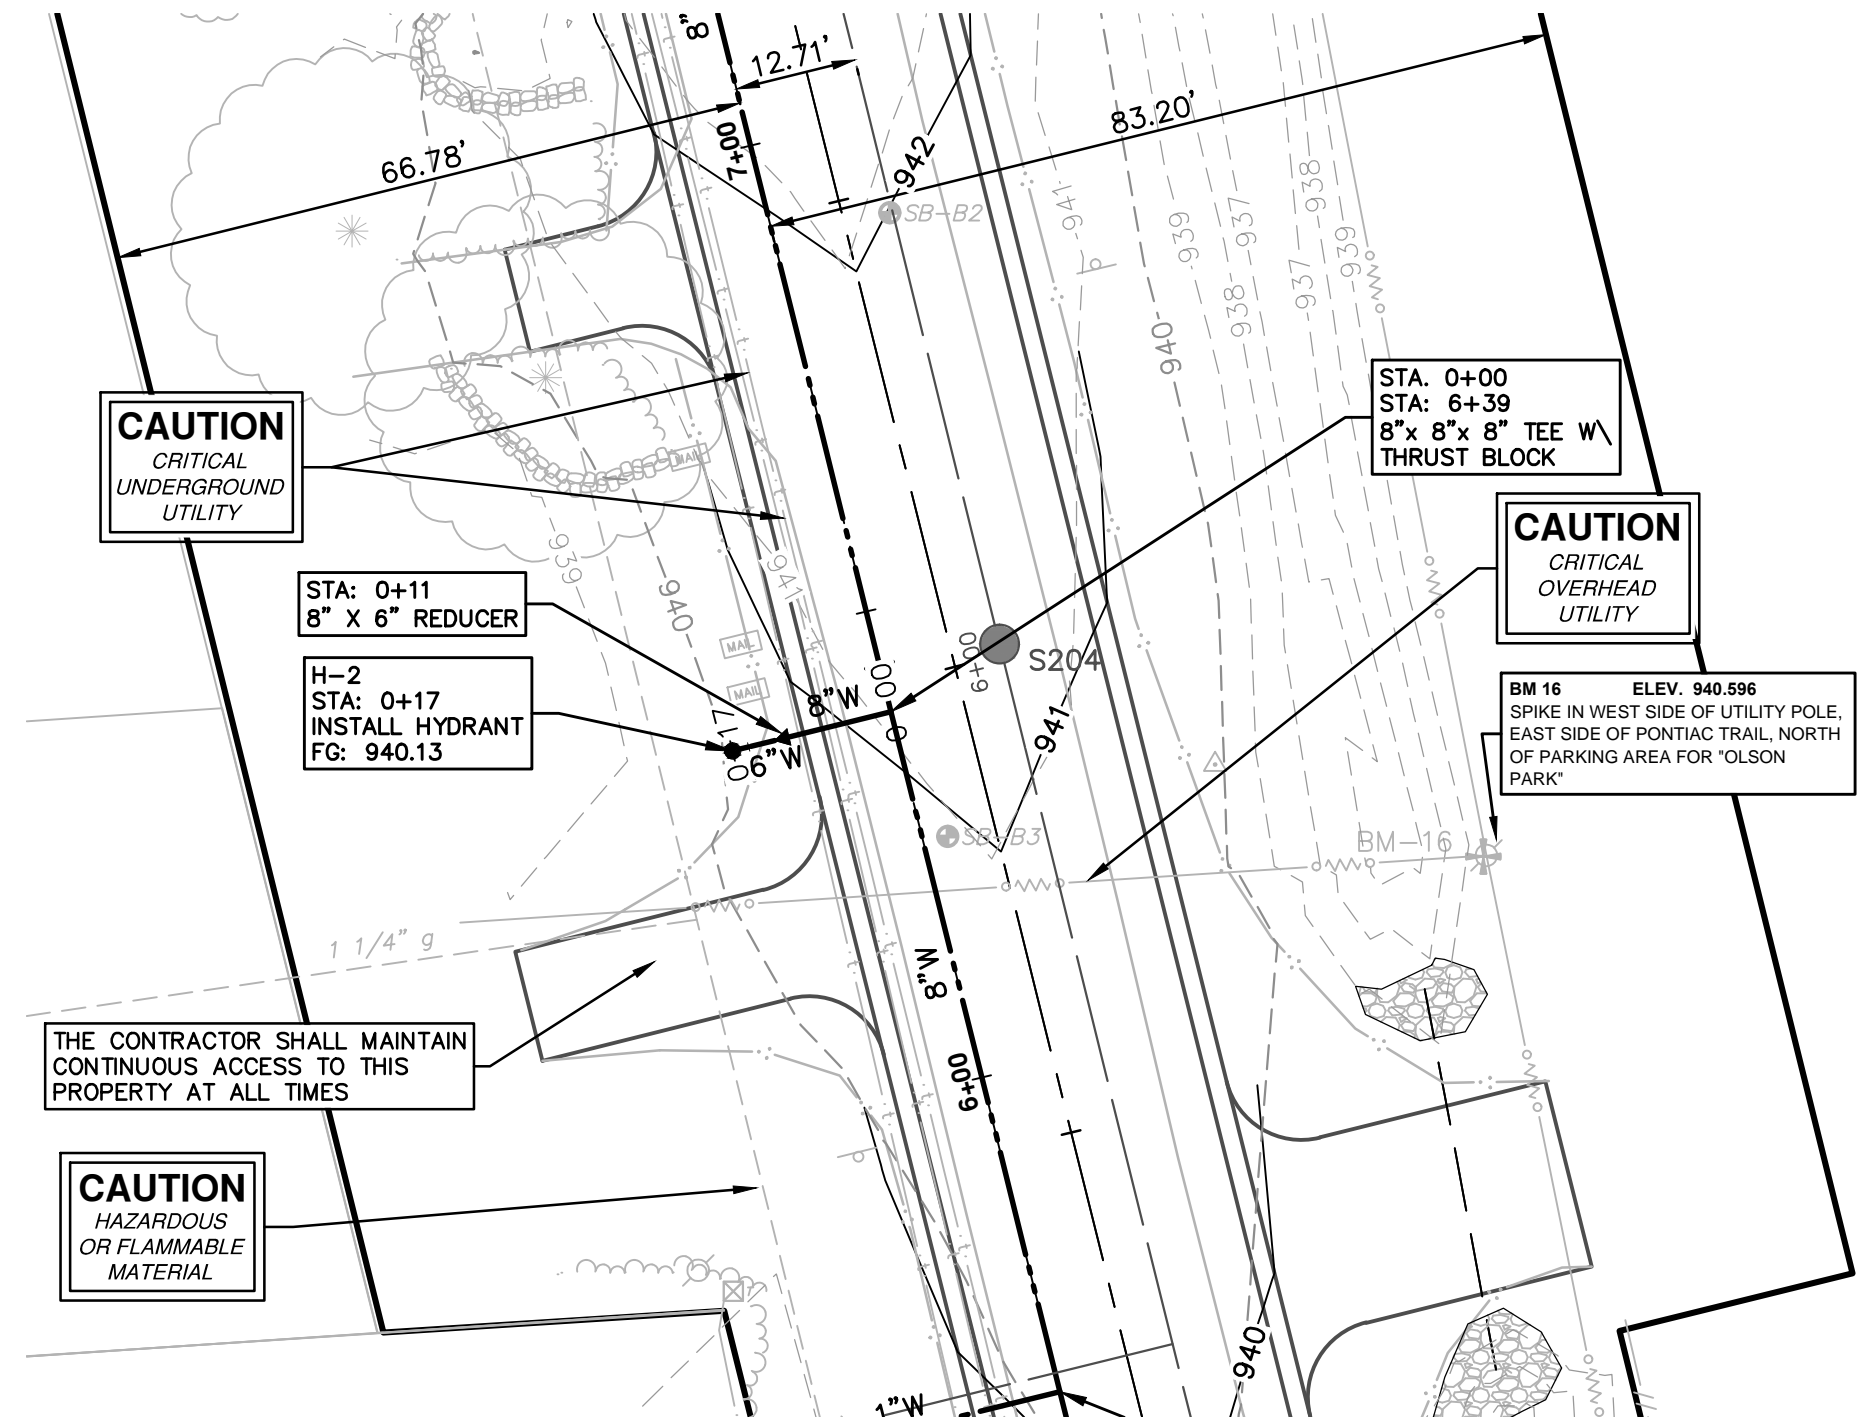 8"
12.71'
83.20'
66.78'
7+00
942
SB-B2
941
939
937
938
938
937
939
940
STA. 0+00
STA: 6+39
8"x 8"x 8" TEE W\
THRUST BLOCK
CAUTION
CRITICAL
UNDERGROUND
UTILITY
MAIL
CAUTION
CRITICAL
OVERHEAD
UTILITY
939
940
941
STA: 0+11
8" X 6" REDUCER
MAIL
MAIL
6+00
S204
H-2
STA: 0+17
INSTALL HYDRANT
FG: 940.13
8"W
6"W
941
BM 16 ELEV. 940.596
SPIKE IN WEST SIDE OF UTILITY POLE,
EAST SIDE OF PONTIAC TRAIL, NORTH
OF PARKING AREA FOR "OLSON
PARK"
SB-B3
BM-16
1 1/4" g
8"W
THE CONTRACTOR SHALL MAINTAIN
CONTINUOUS ACCESS TO THIS
PROPERTY AT ALL TIMES
6+00
CAUTION
HAZARDOUS
OR FLAMMABLE
MATERIAL
940
1"W